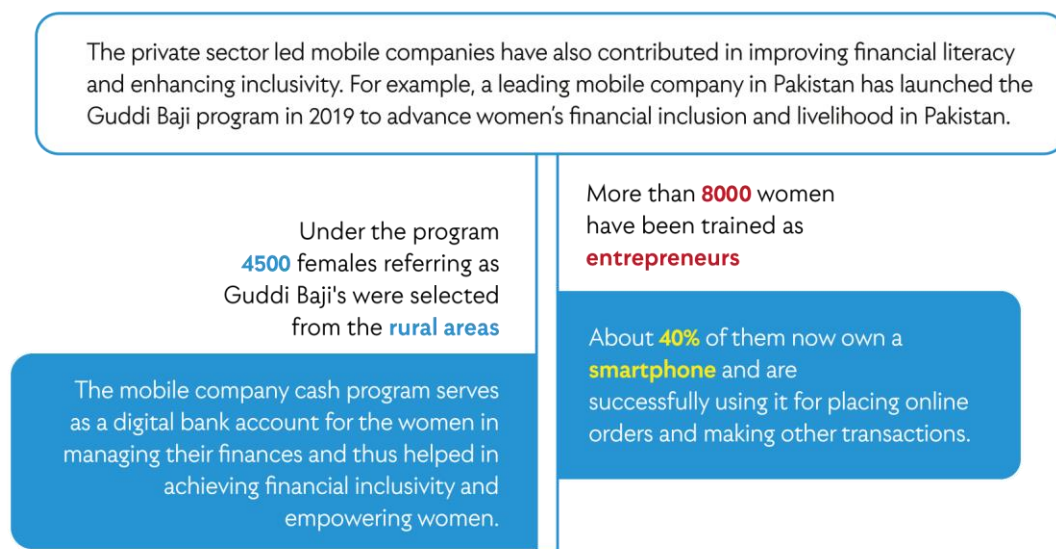 The private sector led mobile companies have also contributed in improving financial literacy
and enhancing inclusivity. For example, a leading mobile company in Pakistan has launched the
Guddi Baji program in 2019 to advance women’s financial inclusion and livelihood in Pakistan.
Under the program
4500 females referring as
Guddi Baji's were selected
from the rural areas
The mobile company cash program serves
as a digital bank account for the women in
managing their finances and thus helped in
achieving financial inclusivity and
empowering women.
More than 8000 women
have been trained as
entrepreneurs
About 40% of them now own a
smartphone and are
successfully using it for placing online
orders and making other transactions.